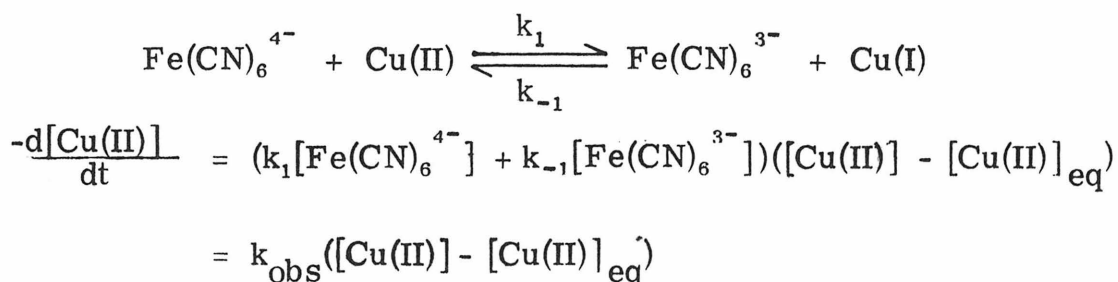 k₁
Fe(CN)₆⁴⁻ + Cu(II) ⇌ Fe(CN)₆³⁻ + Cu(I)
k₋₁
-d[Cu(II)]/dt = (k₁[Fe(CN)₆⁴⁻] + k₋₁[Fe(CN)₆³⁻])([Cu(II)] - [Cu(II)]eq)
= kobs([Cu(II)] - [Cu(II)]eq)